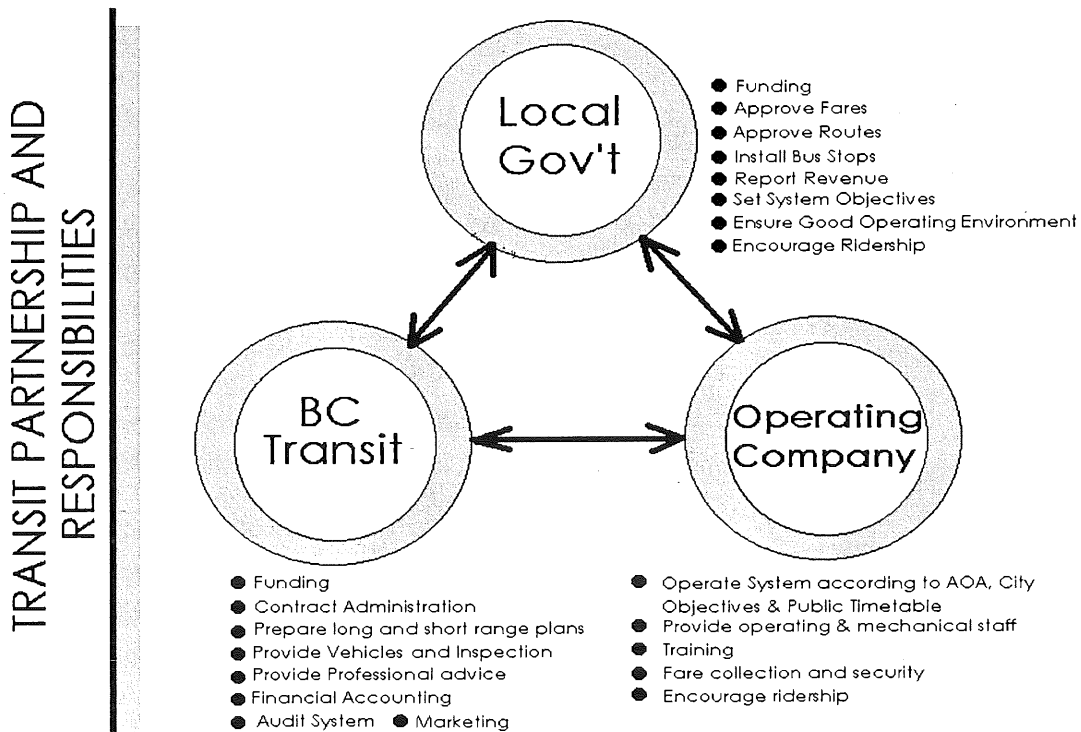 TRANSIT PARTNERSHIP AND
RESPONSIBILITIES
Local
Gov't
● Funding
● Approve Fares
● Approve Routes
● Install Bus Stops
● Report Revenue
● Set System Objectives
● Ensure Good Operating Environment
● Encourage Ridership
BC
Transit
● Funding
● Contract Administration
● Prepare long and short range plans
● Provide Vehicles and Inspection
● Provide Professional advice
● Financial Accounting
● Audit System ● Marketing
Operating
Company
● Operate System according to AOA, City
Objectives & Public Timetable
● Provide operating & mechanical staff
● Training
● Fare collection and security
● Encourage ridership